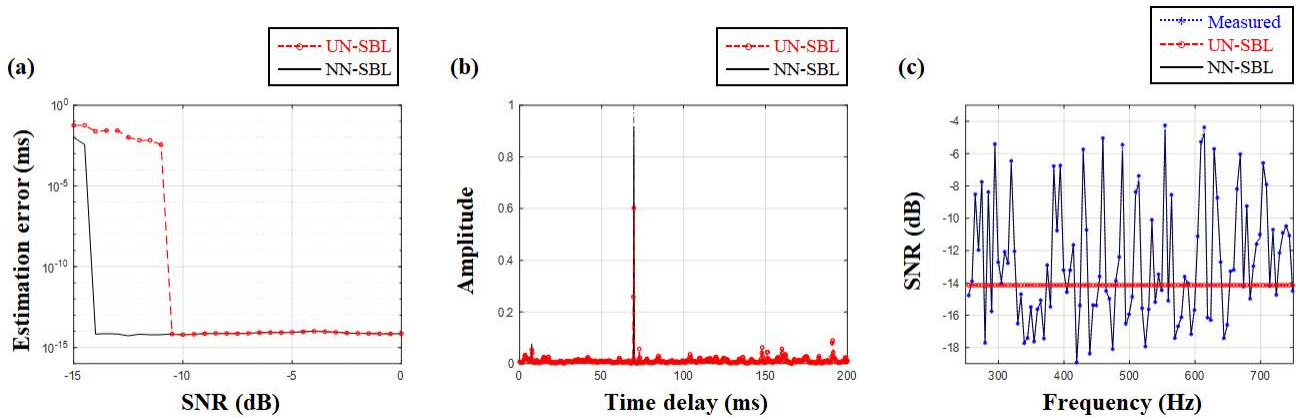 UN-SBL
NN-SBL
(a)
10^0
10^-5
10^-10
10^-15
-15
-10
-5
0
Estimation error (ms)
SNR (dB)
UN-SBL
NN-SBL
(b)
1
0.8
0.6
0.4
0.2
0
0
50
100
150
200
Amplitude
Time delay (ms)
Measured
UN-SBL
NN-SBL
(c)
-4
-6
-8
-10
-12
-14
-16
-18
300
400
500
600
700
SNR (dB)
Frequency (Hz)